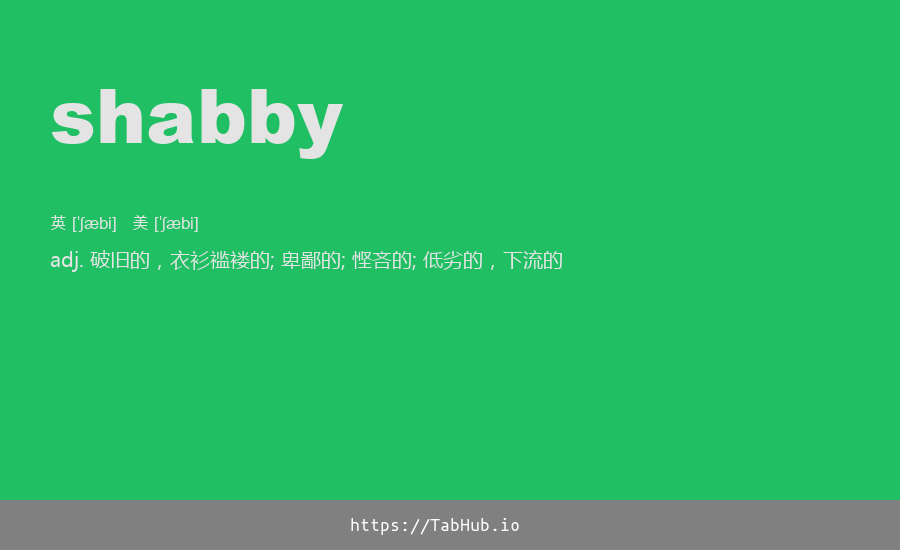 shabby
英 ['ʃæbi] 美 ['ʃæbi]
adj. 破旧的，衣衫褴褛的; 卑鄙的; 悭吝的; 低劣的，下流的
https://TabHub.io